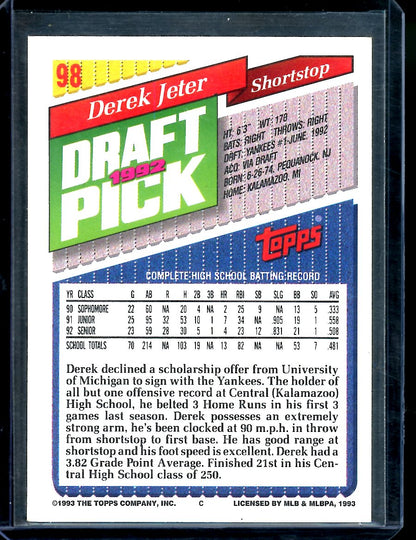 98
Derek Jeter
Shortstop
DRAFT
1992
PICK
HT: 6'3" WT: 178
BATS: RIGHT THROWS: RIGHT
DRAFT: YANKEES #1-JUNE, 1992
ACQ: VIA DRAFT
BORN: 6-26-74, PEQUANOCK, NJ
HOME: KALAMAZOO, MI
TOPPS
COMPLETE HIGH SCHOOL BATTING RECORD
YR CLASS G AB R H 2B 3B HR RBI SB SLG BB SO AVG
90 SOPHOMORE 22 60 NA 20 4 NA 2 25 9 NA 13 5 .333
91 JUNIOR 25 95 32 53 10 1 7 34 NA .905 19 1 .558
92 SENIOR 23 59 28 30 5 1 4 23 12 .831 21 1 .508
SCHOOL TOTALS 70 214 NA 103 19 NA 13 82 NA NA 53 7 .481
Derek declined a scholarship offer from University
of Michigan to sign with the Yankees. The holder of
all but one offensive record at Central (Kalamazoo)
High School, he belted 3 Home Runs in his first 3
games last season. Derek possesses an extremely
strong arm, he's been clocked at 90 m.p.h. in throw
from shortstop to first base. He has good range at
shortstop and his foot speed is excellent. Derek had a
3.82 Grade Point Average. Finished 21st in his Cen-
tral High School class of 250.
©1993 THE TOPPS COMPANY, INC. C LICENSED BY MLB & MLBPA, 1993